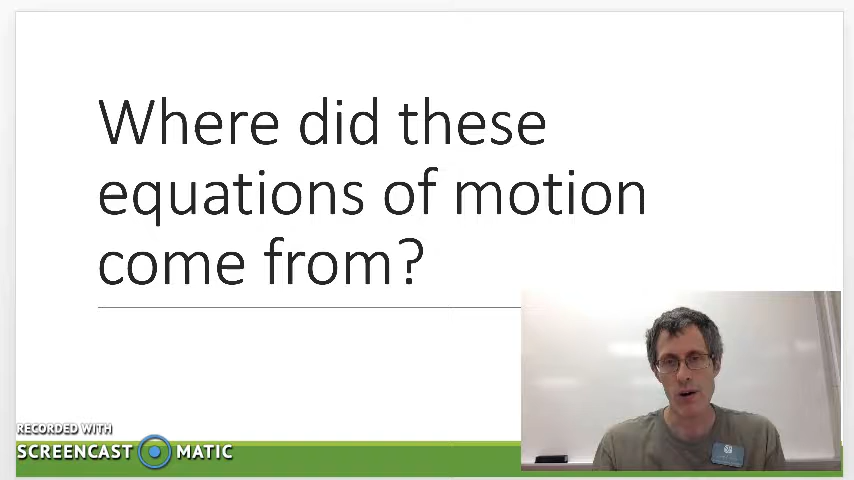 Where did these
equations of motion
come from?
RECORDED WITH
SCREENCAST MATIC